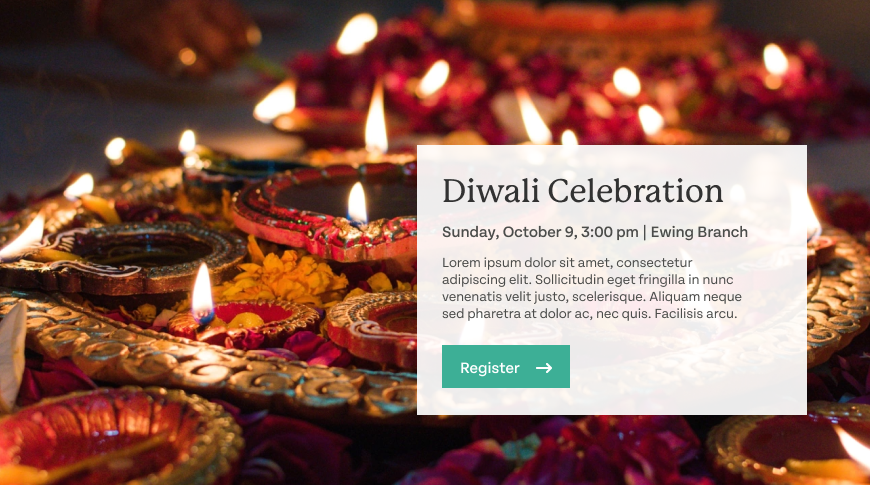 Diwali Celebration
Sunday, October 9, 3:00 pm | Ewing Branch
Lorem ipsum dolor sit amet, consectetur
adipiscing elit. Sollicitudin eget fringilla in nunc
venenatis velit justo, scelerisque. Aliquam neque
sed pharetra at dolor ac, nec quis. Facilisis arcu.
Register →